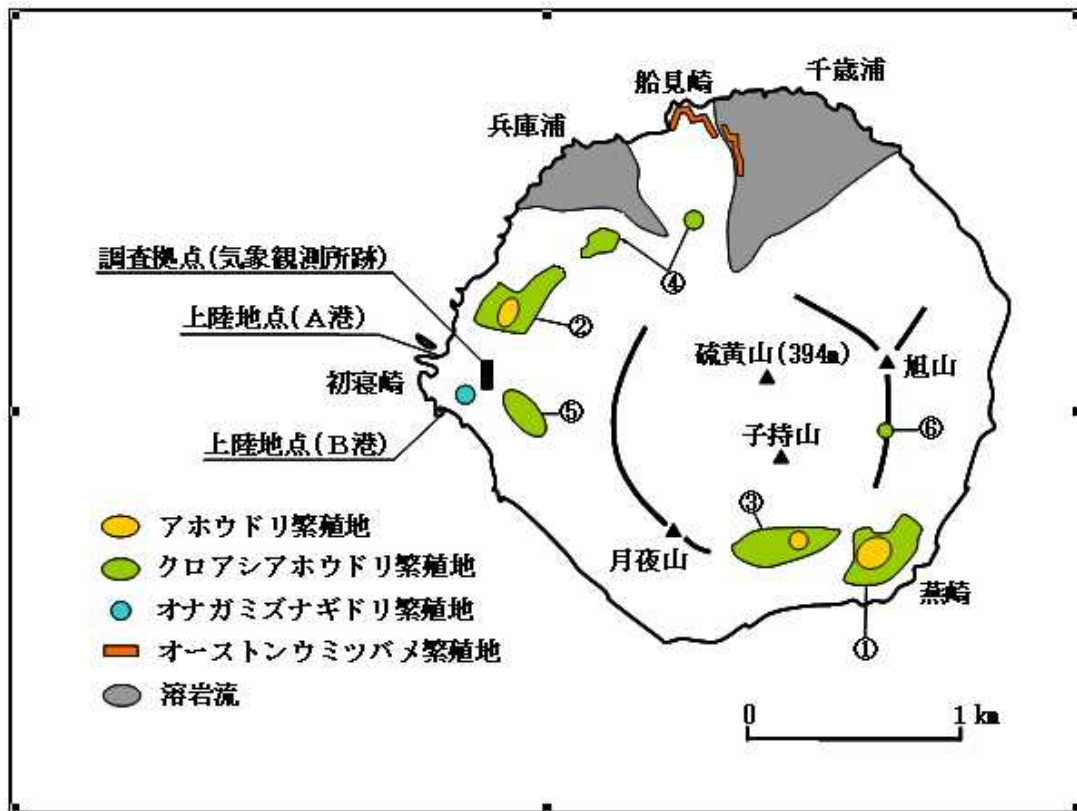 千歳浦
船見崎
兵庫浦
調査拠点(気象観測所跡)
④
②
上陸地点(A港)
硫黄山(394m)
旭山
初寝崎
⑤
⑥
上陸地点(B港)
子持山
③
アホウドリ繁殖地
月夜山
クロアシアホウドリ繁殖地
燕崎
オナガミズナギドリ繁殖地
①
オーストンウミツバメ繁殖地
溶岩流
0 1 km